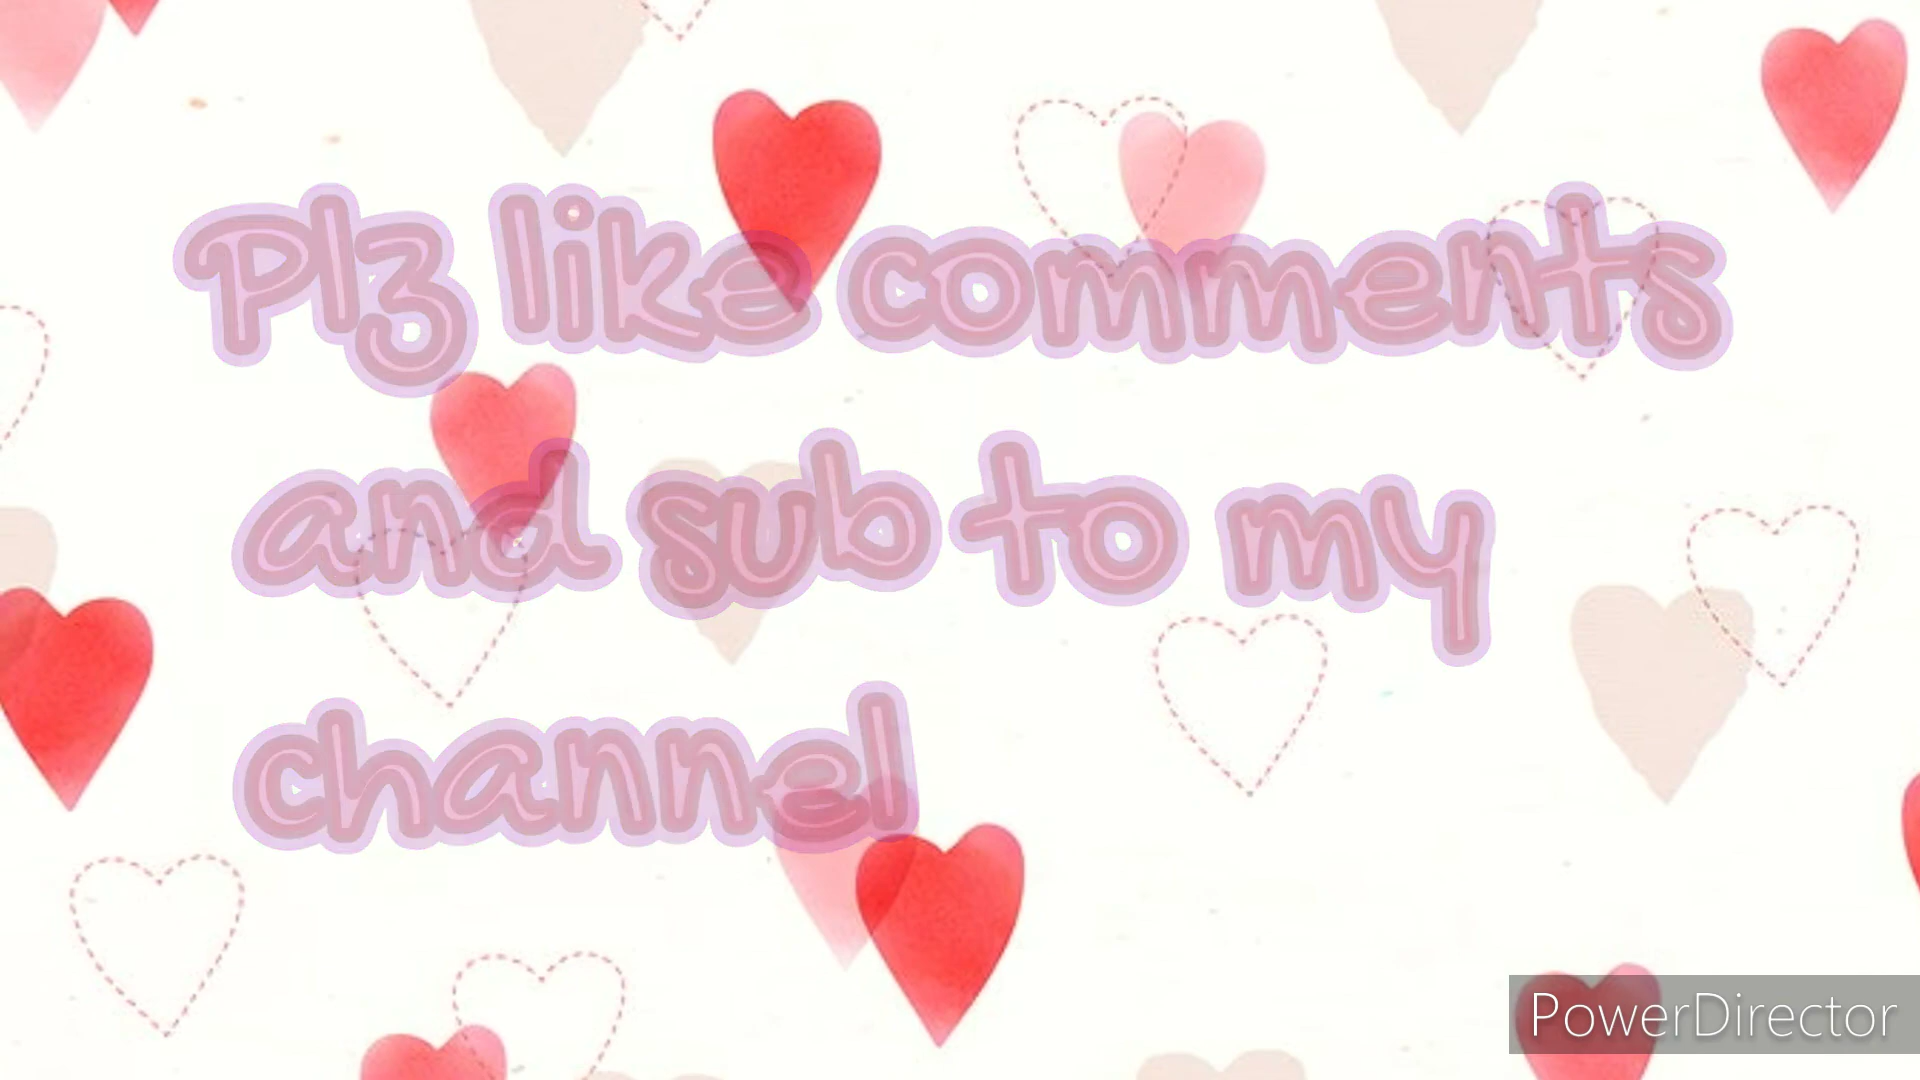 Plz like comments
and sub to my
channel
PowerDirector